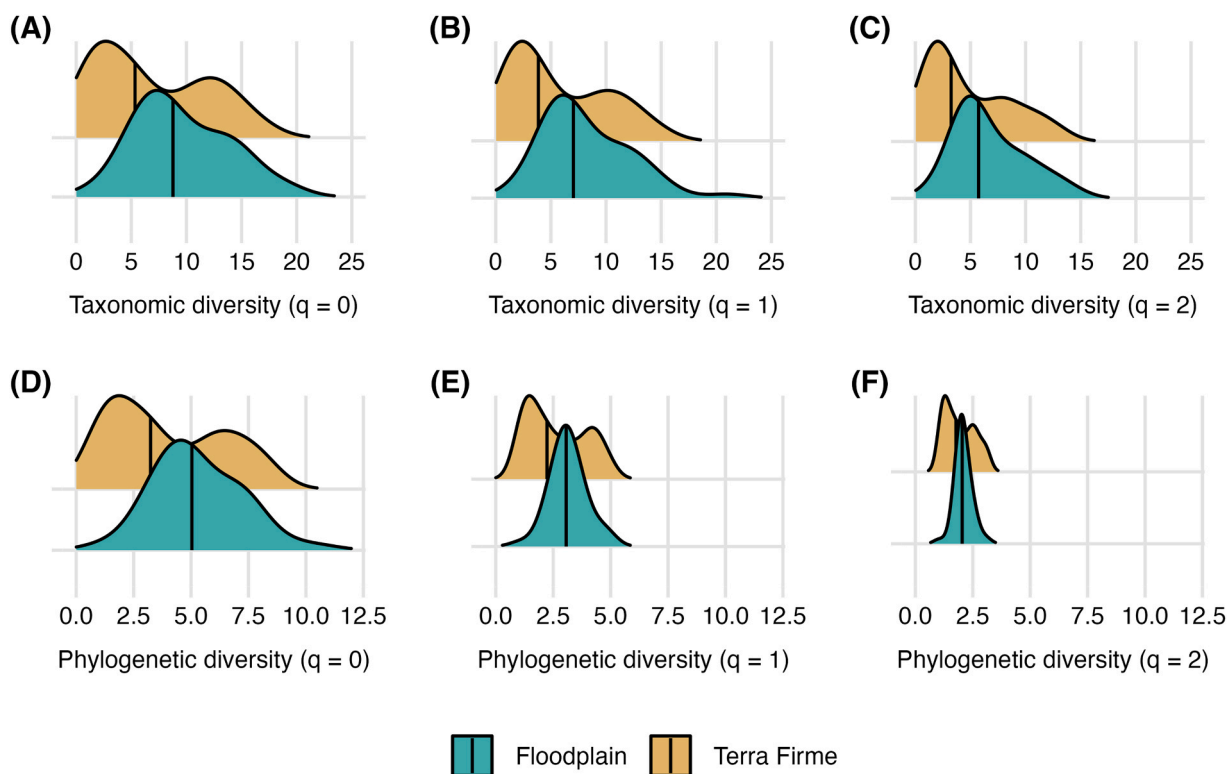 (A) (B) (C)
0 5 10 15 20 25 0 5 10 15 20 25 0 5 10 15 20 25
Taxonomic diversity (q = 0) Taxonomic diversity (q = 1) Taxonomic diversity (q = 2)
(D) (E) (F)
0.0 2.5 5.0 7.5 10.0 12.5 0.0 2.5 5.0 7.5 10.0 12.5 0.0 2.5 5.0 7.5 10.0 12.5
Phylogenetic diversity (q = 0) Phylogenetic diversity (q = 1) Phylogenetic diversity (q = 2)
Floodplain Terra Firme